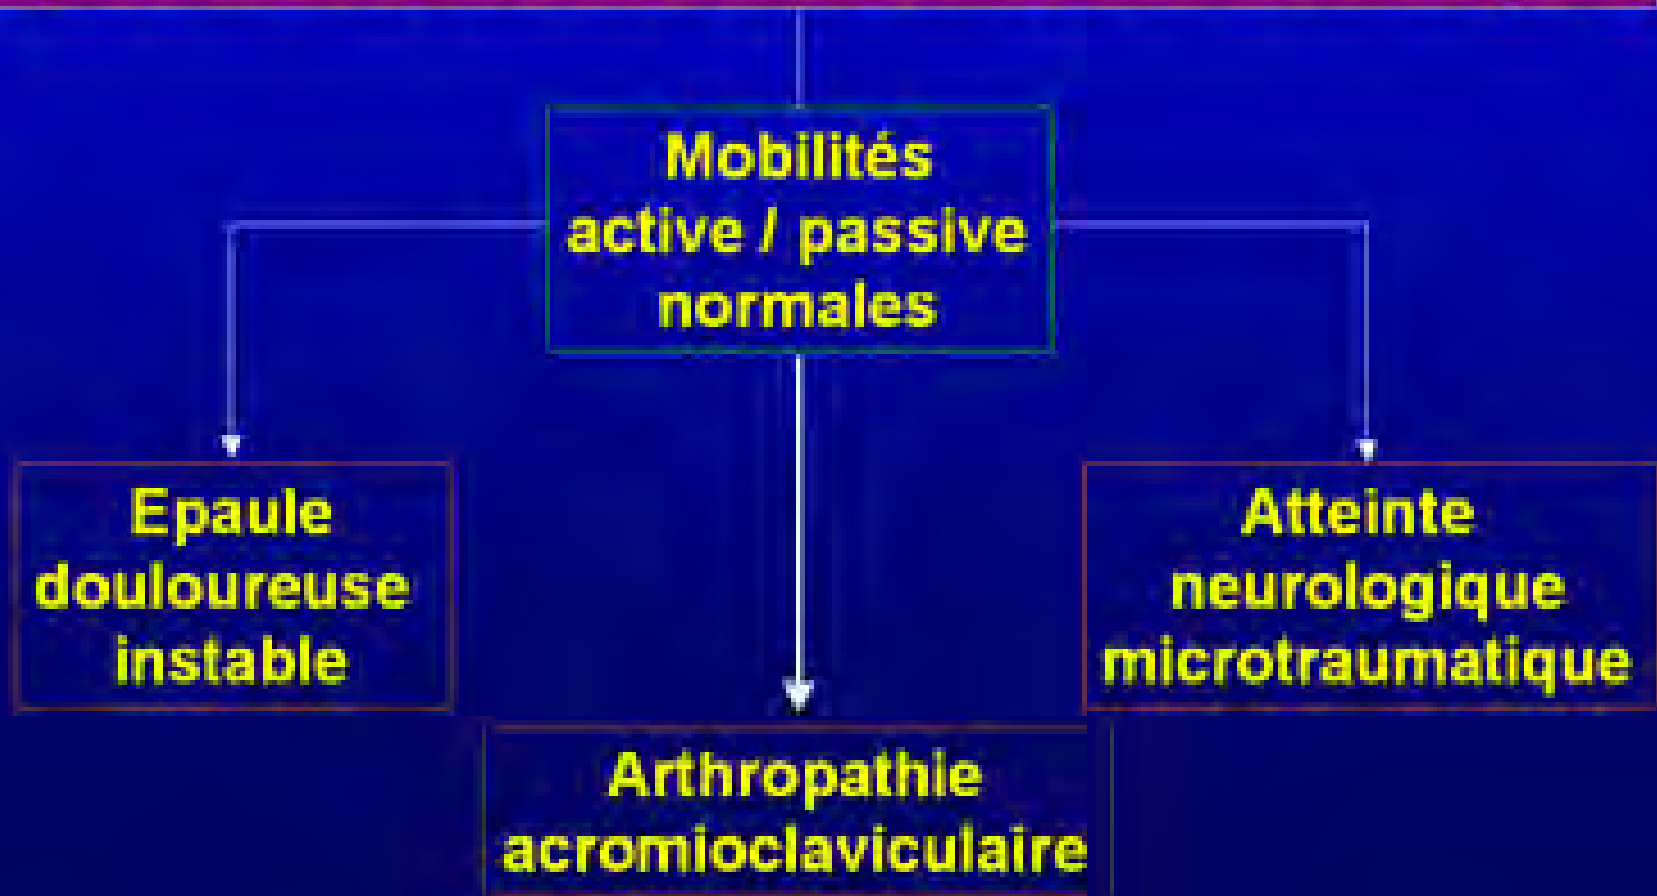 Mobilités
active / passive
normales
Epaule
douloureuse
instable
Atteinte
neurologique
microtraumatique
Arthropathie
acromioclaviculaire